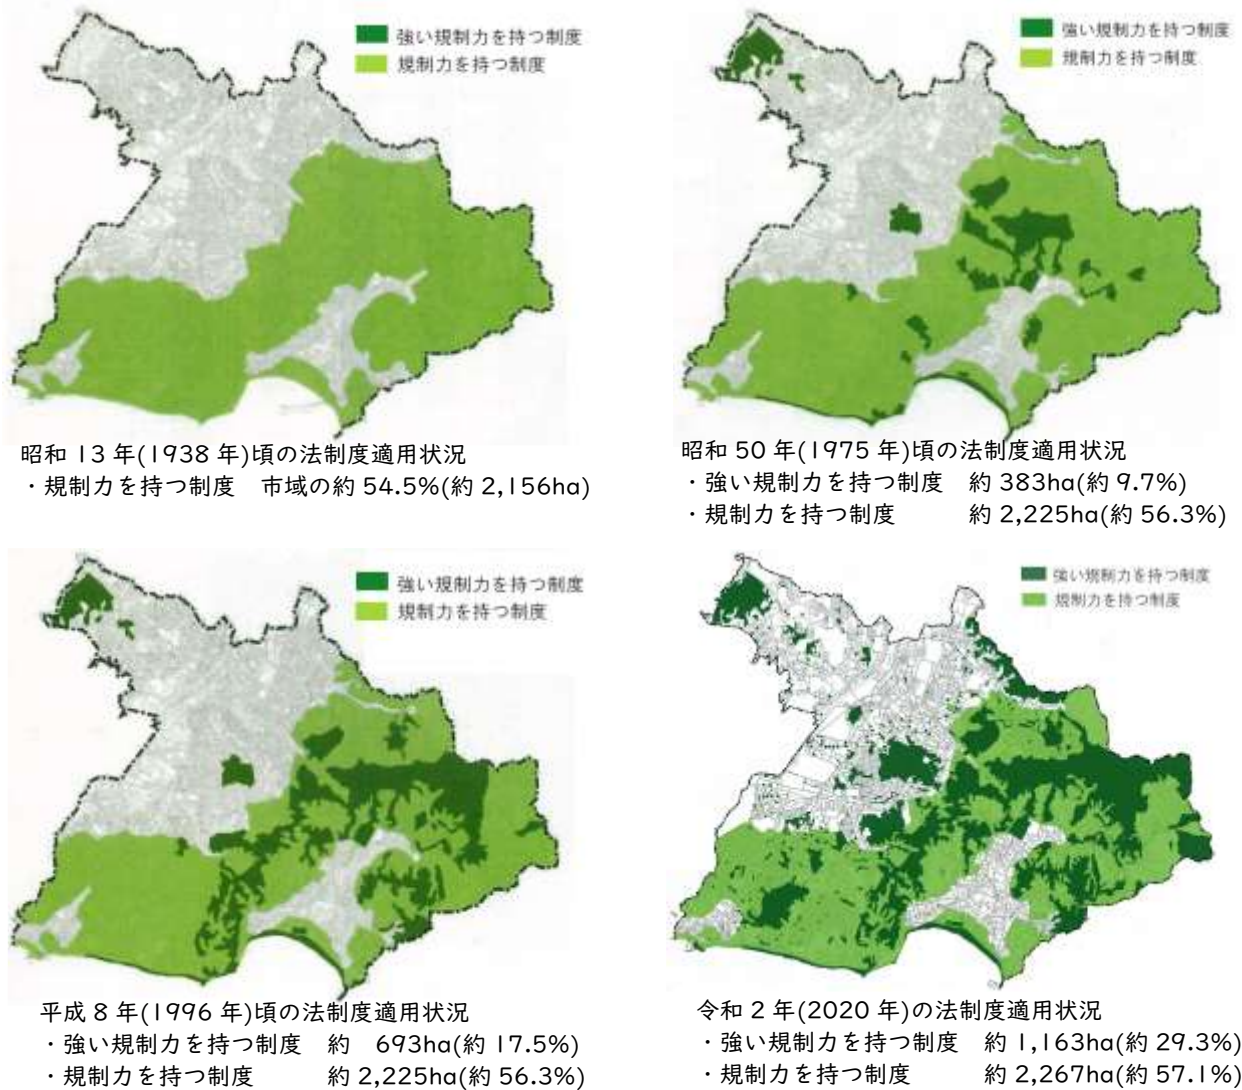 強い規制力を持つ制度
規制力を持つ制度
昭和 13 年(1938 年)頃の法制度適用状況
・規制力を持つ制度　市域の約 54.5%(約 2,156ha)
強い規制力を持つ制度
規制力を持つ制度
昭和 50 年(1975 年)頃の法制度適用状況
・強い規制力を持つ制度　約 383ha(約 9.7%)
・規制力を持つ制度　　　約 2,225ha(約 56.3%)
強い規制力を持つ制度
規制力を持つ制度
平成 8 年(1996 年)頃の法制度適用状況
・強い規制力を持つ制度　約　693ha(約 17.5%)
・規制力を持つ制度　　　約 2,225ha(約 56.3%)
強い規制力を持つ制度
規制力を持つ制度
令和 2 年(2020 年)の法制度適用状況
・強い規制力を持つ制度　約 1,163ha(約 29.3%)
・規制力を持つ制度　　　約 2,267ha(約 57.1%)